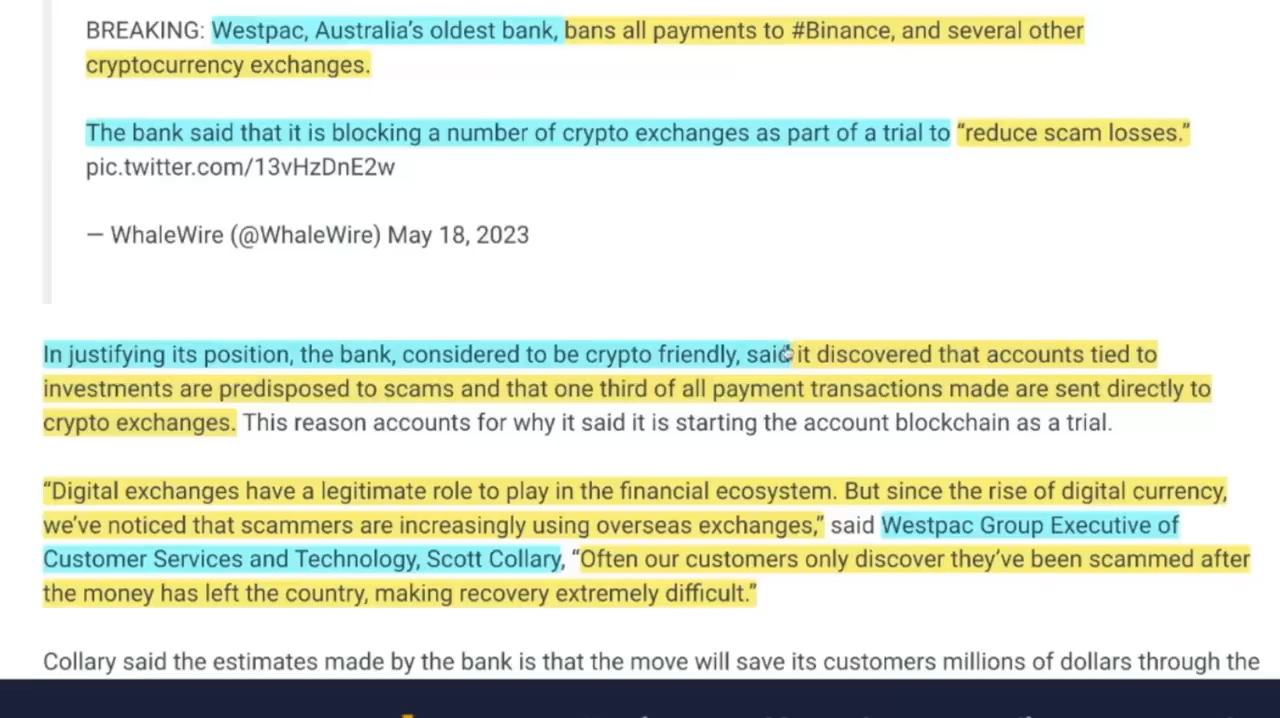 BREAKING: Westpac, Australia’s oldest bank, bans all payments to #Binance, and several other
cryptocurrency exchanges.
The bank said that it is blocking a number of crypto exchanges as part of a trial to “reduce scam losses.”
pic.twitter.com/13vHzDnE2w
— WhaleWire (@WhaleWire) May 18, 2023
In justifying its position, the bank, considered to be crypto friendly, said it discovered that accounts tied to
investments are predisposed to scams and that one third of all payment transactions made are sent directly to
crypto exchanges. This reason accounts for why it said it is starting the account blockchain as a trial.
“Digital exchanges have a legitimate role to play in the financial ecosystem. But since the rise of digital currency,
we’ve noticed that scammers are increasingly using overseas exchanges,” said Westpac Group Executive of
Customer Services and Technology, Scott Collary, “Often our customers only discover they’ve been scammed after
the money has left the country, making recovery extremely difficult.”
Collary said the estimates made by the bank is that the move will save its customers millions of dollars through the